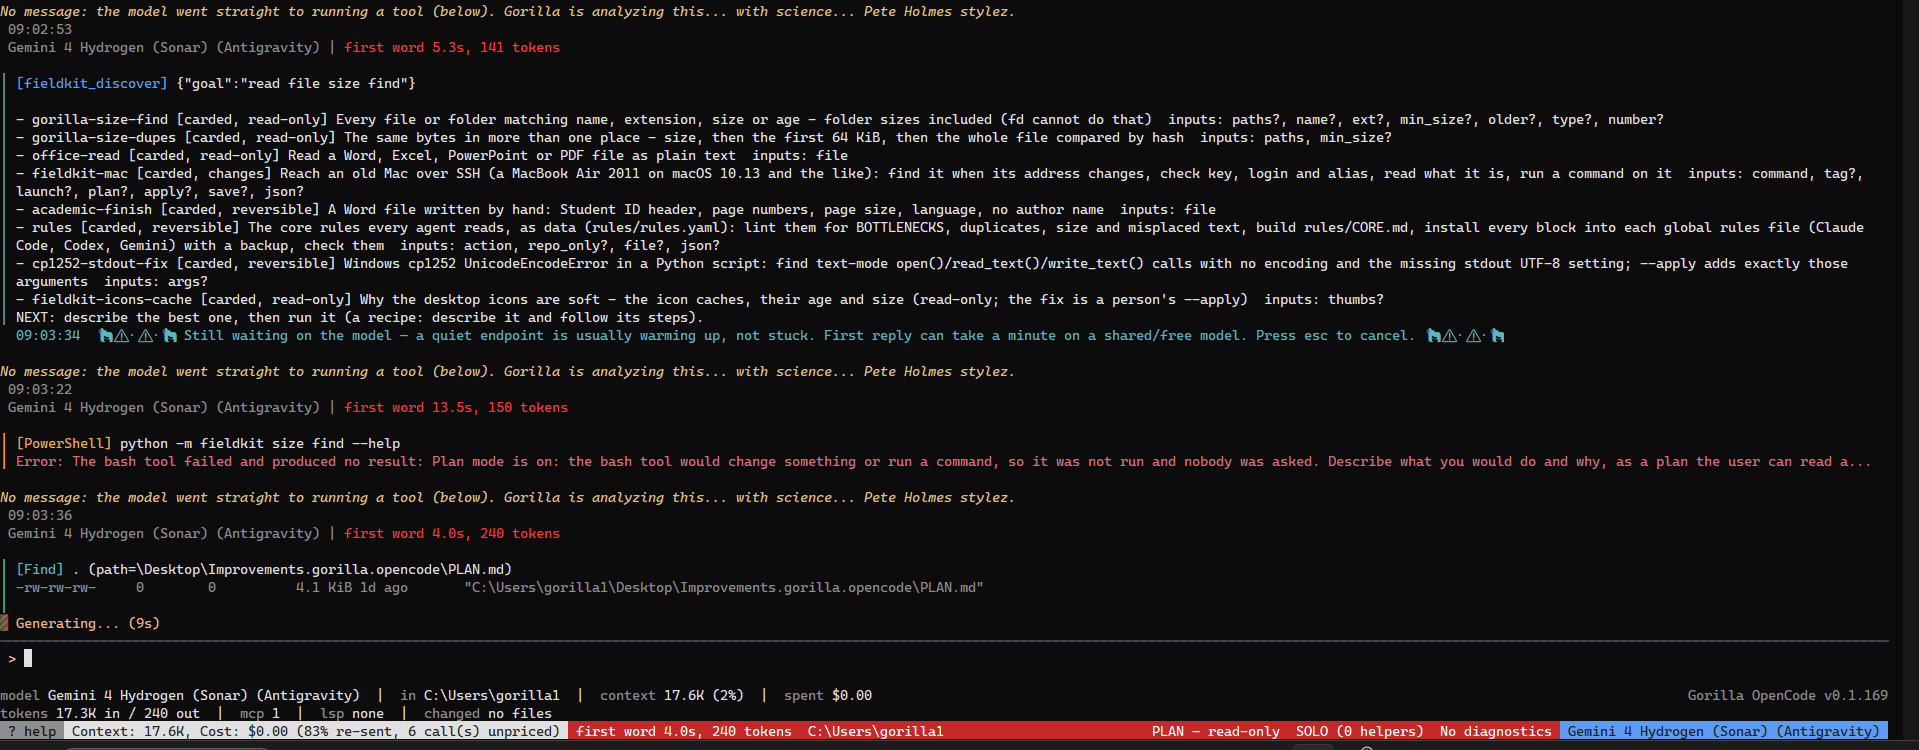 No message: the model went straight to running a tool (below). Gorilla is analyzing this... with science... Pete Holmes stylez.
09:02:53
Gemini 4 Hydrogen (Sonar) (Antigravity) | first word 5.3s, 141 tokens
[fieldkit_discover] {"goal":"read file size find"}
- gorilla-size-find [carded, read-only] Every file or folder matching name, extension, size or age - folder sizes included (fd cannot do that)  inputs: paths?, name?, ext?, min_size?, older?, type?, number?
- gorilla-size-dupes [carded, read-only] The same bytes in more than one place - size, then the first 64 KiB, then the whole file compared by hash  inputs: paths, min_size?
- office-read [carded, read-only] Read a Word, Excel, PowerPoint or PDF file as plain text  inputs: file
- fieldkit-mac [carded, changes] Reach an old Mac over SSH (a MacBook Air 2011 on macOS 10.13 and the like): find it when its address changes, check key, login and alias, read what it is, run a command on it  inputs: command, tag?,
launch?, plan?, apply?, save?, json?
- academic-finish [carded, reversible] A Word file written by hand: Student ID header, page numbers, page size, language, no author name  inputs: file
- rules [carded, reversible] The core rules every agent reads, as data (rules/rules.yaml): lint them for BOTTLENECKS, duplicates, size and misplaced text, build rules/CORE.md, install every block into each global rules file (Claude
Code, Codex, Gemini) with a backup, check them  inputs: action, repo_only?, file?, json?
- cp1252-stdout-fix [carded, reversible] Windows cp1252 UnicodeEncodeError in a Python script: find text-mode open()/read_text()/write_text() calls with no encoding and the missing stdout UTF-8 setting; --apply adds exactly those
arguments  inputs: args?
- fieldkit-icons-cache [carded, read-only] Why the desktop icons are soft - the icon caches, their age and size (read-only; the fix is a person's --apply)  inputs: thumbs?
NEXT: describe the best one, then run it (a recipe: describe it and follow its steps).
09:03:34  🦍⚠· ⚠· 🦍 Still waiting on the model — a quiet endpoint is usually warming up, not stuck. First reply can take a minute on a shared/free model. Press esc to cancel. 🦍⚠· ⚠· 🦍
No message: the model went straight to running a tool (below). Gorilla is analyzing this... with science... Pete Holmes stylez.
09:03:22
Gemini 4 Hydrogen (Sonar) (Antigravity) | first word 13.5s, 150 tokens
[PowerShell] python -m fieldkit size find --help
Error: The bash tool failed and produced no result: Plan mode is on: the bash tool would change something or run a command, so it was not run and nobody was asked. Describe what you would do and why, as a plan the user can read a...
No message: the model went straight to running a tool (below). Gorilla is analyzing this... with science... Pete Holmes stylez.
09:03:36
Gemini 4 Hydrogen (Sonar) (Antigravity) | first word 4.0s, 240 tokens
[Find] . (path=\Desktop\Improvements.gorilla.opencode\PLAN.md)
-rw-rw-rw-     0        0          4.1 KiB 1d ago       "C:\Users\gorilla1\Desktop\Improvements.gorilla.opencode\PLAN.md"
Generating... (9s)
>
model Gemini 4 Hydrogen (Sonar) (Antigravity)  |  in C:\Users\gorilla1  |  context 17.6K (2%)  |  spent $0.00  Gorilla OpenCode v0.1.169
tokens 17.3K in / 240 out  |  mcp 1  |  lsp none  |  changed no files
? help  Context: 17.6K, Cost: $0.00 (83% re-sent, 6 call(s) unpriced)  first word 4.0s, 240 tokens  C:\Users\gorilla1  PLAN — read-only  SOLO (0 helpers)  No diagnostics  Gemini 4 Hydrogen (Sonar) (Antigravity)